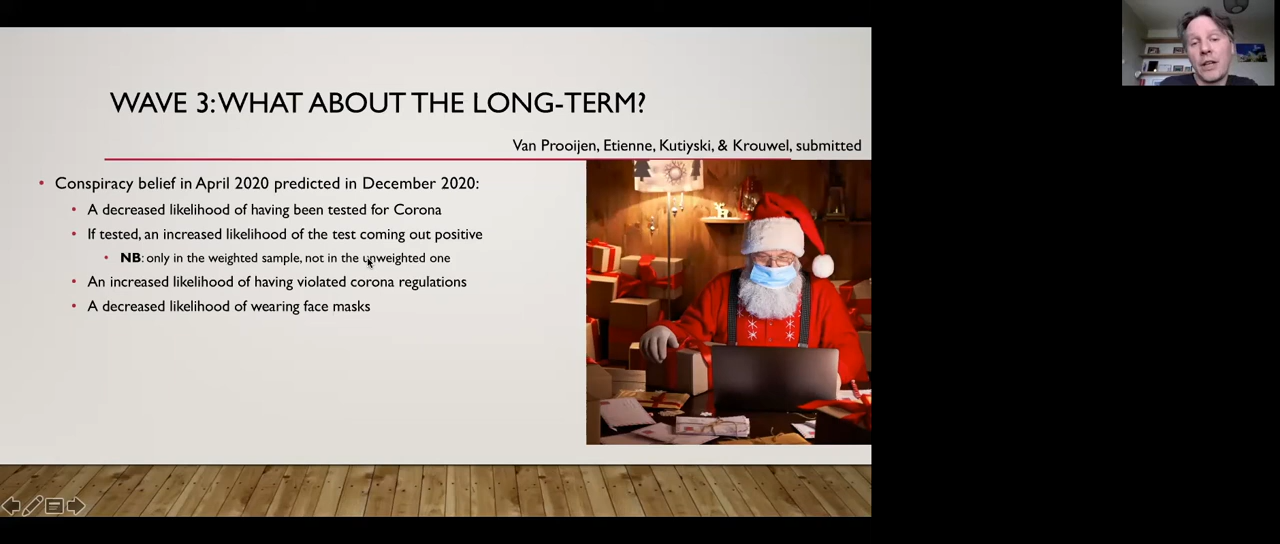 WAVE 3: WHAT ABOUT THE LONG-TERM?
Van Prooijen, Etienne, Kutiyski, & Krouwel, submitted
• Conspiracy belief in April 2020 predicted in December 2020:
• A decreased likelihood of having been tested for Corona
• If tested, an increased likelihood of the test coming out positive
• NB: only in the weighted sample, not in the unweighted one
• An increased likelihood of having violated corona regulations
• A decreased likelihood of wearing face masks